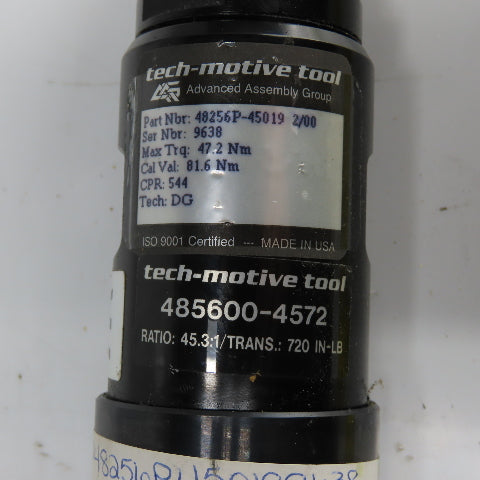 tech-motive tool
Advanced Assembly Group
Part Nbr: 48256P-45019 2/00
Ser Nbr: 9638
Max Trq: 47.2 Nm
Cal Val: 81.6 Nm
CPR: 544
Tech: DG
ISO 9001 Certified --- MADE IN USA
tech-motive tool
485600-4572
RATIO: 45.3:1/TRANS.: 720 IN-LB